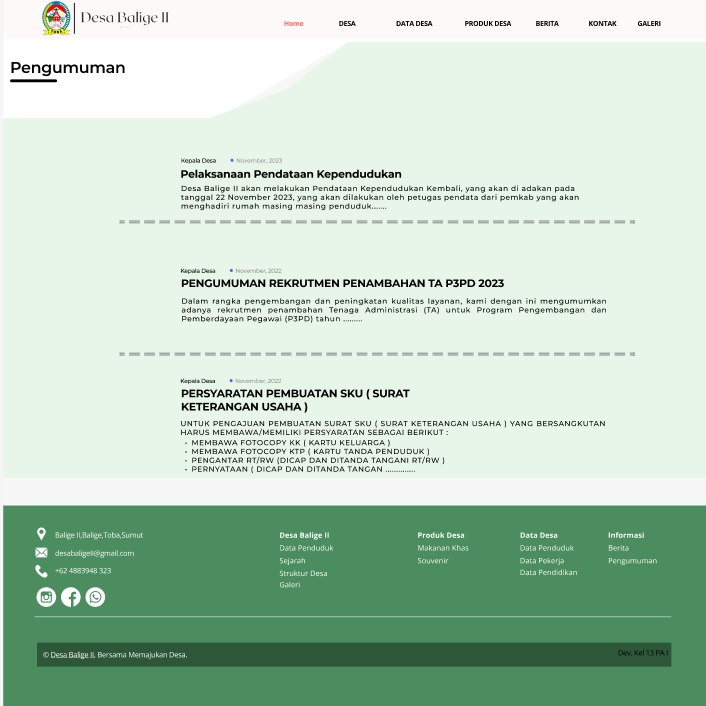 Desa Balige II
Home DESA DATA DESA PRODUK DESA BERITA KONTAK GALERI
Pengumuman
Kepala Desa November, 2023
Pelaksanaan Pendataan Kependudukan
Desa Balige II akan melakukan Pendataan Kependudukan Kembali, yang akan di adakan pada
tanggal 22 November 2023, yang akan dilakukan oleh petugas pendata dari pemkab yang akan
menghadiri rumah masing masing penduduk.......
Kepala Desa November, 2022
PENGUMUMAN REKRUTMEN PENAMBAHAN TA P3PD 2023
Dalam rangka pengembangan dan peningkatan kualitas layanan, kami dengan ini mengumumkan
adanya rekrutmen penambahan Tenaga Administrasi (TA) untuk Program Pengembangan dan
Pemberdayaan Pegawai (P3PD) tahun .........
Kepala Desa November, 2022
PERSYARATAN PEMBUATAN SKU ( SURAT
KETERANGAN USAHA )
UNTUK PENGAJUAN PEMBUATAN SURAT SKU ( SURAT KETERANGAN USAHA ) YANG BERSANGKUTAN
HARUS MEMBAWA/MEMILIKI PERSYARATAN SEBAGAI BERIKUT :
• MEMBAWA FOTOCOPY KK ( KARTU KELUARGA )
• MEMBAWA FOTOCOPY KTP ( KARTU TANDA PENDUDUK )
• PENGANTAR RT/RW (DICAP DAN DITANDA TANGANI RT/RW )
• PERNYATAAN ( DICAP DAN DITANDA TANGAN ..............
Balige II,Balige,Toba,Sumut
desabaligeII@gmail.com
+62 4883948 323
Desa Balige II
Data Penduduk
Sejarah
Struktur Desa
Galeri
Produk Desa
Makanan Khas
Souvenir
Data Desa
Data Penduduk
Data Pekerja
Data Pendidikan
Informasi
Berita
Pengumuman
© Desa Balige II. Bersama Memajukan Desa.
Dev, Kel 13 PA I